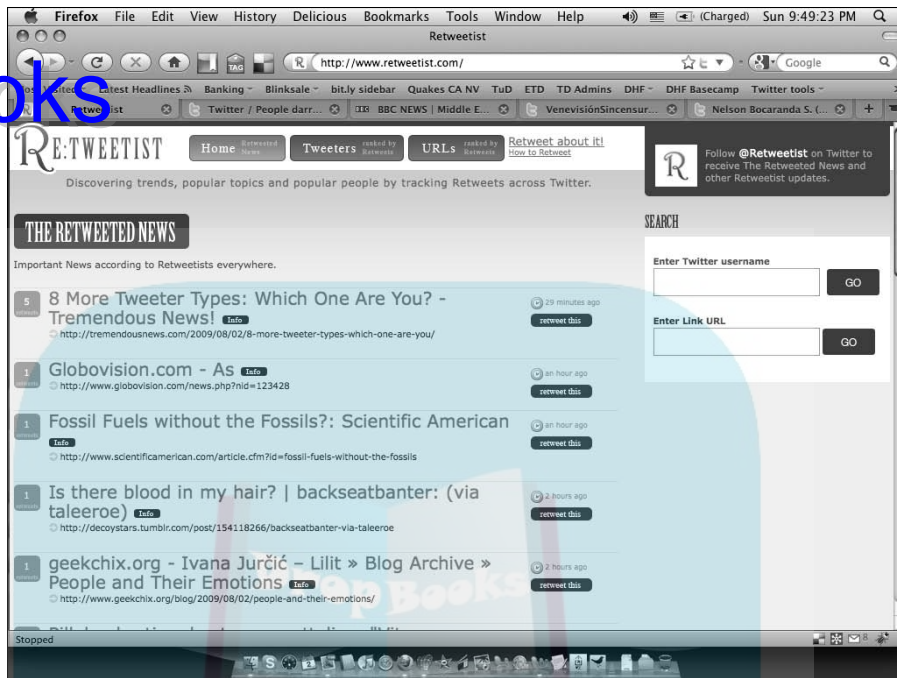 Firefox File Edit View History Delicious Bookmarks Tools Window Help (Charged) Sun 9:49:23 PM
Retweetist
http://www.retweetist.com/
Google
Latest Headlines Banking Blinksale bit.ly sidebar Quakes CA NV TuD ETD TD Admins DHF DHF Basecamp Twitter tools
ooks
Retweetist Twitter / People darr... BBC NEWS | Middle E... VenevisiónSincensur... Nelson Bocaranda S. (...
RE:TWEETIST
Home Retweeted News
Tweeters ranked by Retweets
URLs ranked by Retweets
Retweet about it!
How to Retweet
Follow @Retweetist on Twitter to
receive The Retweeted News and
other Retweetist updates.
Discovering trends, popular topics and popular people by tracking Retweets across Twitter.
THE RETWEETED NEWS
Important News according to Retweetists everywhere.
SEARCH
Enter Twitter username
GO
Enter Link URL
GO
5
8 More Tweeter Types: Which One Are You? -
Tremendous News! Info
http://tremendousnews.com/2009/08/02/8-more-tweeter-types-which-one-are-you/
29 minutes ago
retweet this
1
Globovision.com - As Info
http://www.globovision.com/news.php?nid=123428
an hour ago
retweet this
1
Fossil Fuels without the Fossils?: Scientific American
Info
http://www.scientificamerican.com/article.cfm?id=fossil-fuels-without-the-fossils
an hour ago
retweet this
1
Is there blood in my hair? | backseatbanter: (via
taleeroe) Info
http://decoystars.tumblr.com/post/154118266/backseatbanter-via-taleeroe
2 hours ago
retweet this
1
geekchix.org - Ivana Jurčić – Lilit » Blog Archive »
People and Their Emotions Info
http://www.geekchix.org/blog/2009/08/02/people-and-their-emotions/
2 hours ago
retweet this
Books
Stopped
8